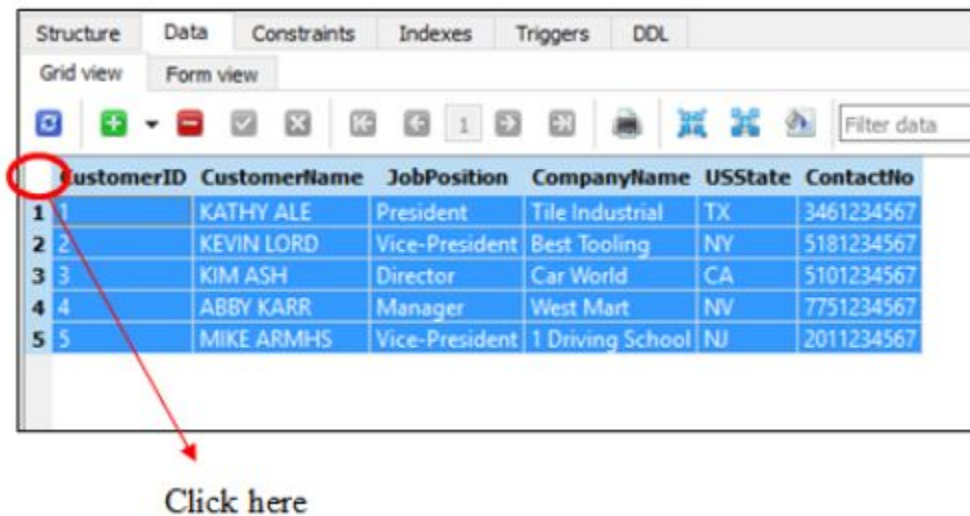 Structure Data Constraints Indexes Triggers DDL
Grid view Form view
1 Filter data
CustomerID CustomerName JobPosition CompanyName USState ContactNo
1 1 KATHY ALE President Tile Industrial TX 3461234567
2 2 KEVIN LORD Vice-President Best Tooling NY 5181234567
3 3 KIM ASH Director Car World CA 5101234567
4 4 ABBY KARR Manager West Mart NV 7751234567
5 5 MIKE ARMHS Vice-President 1 Driving School NJ 2011234567
Click here